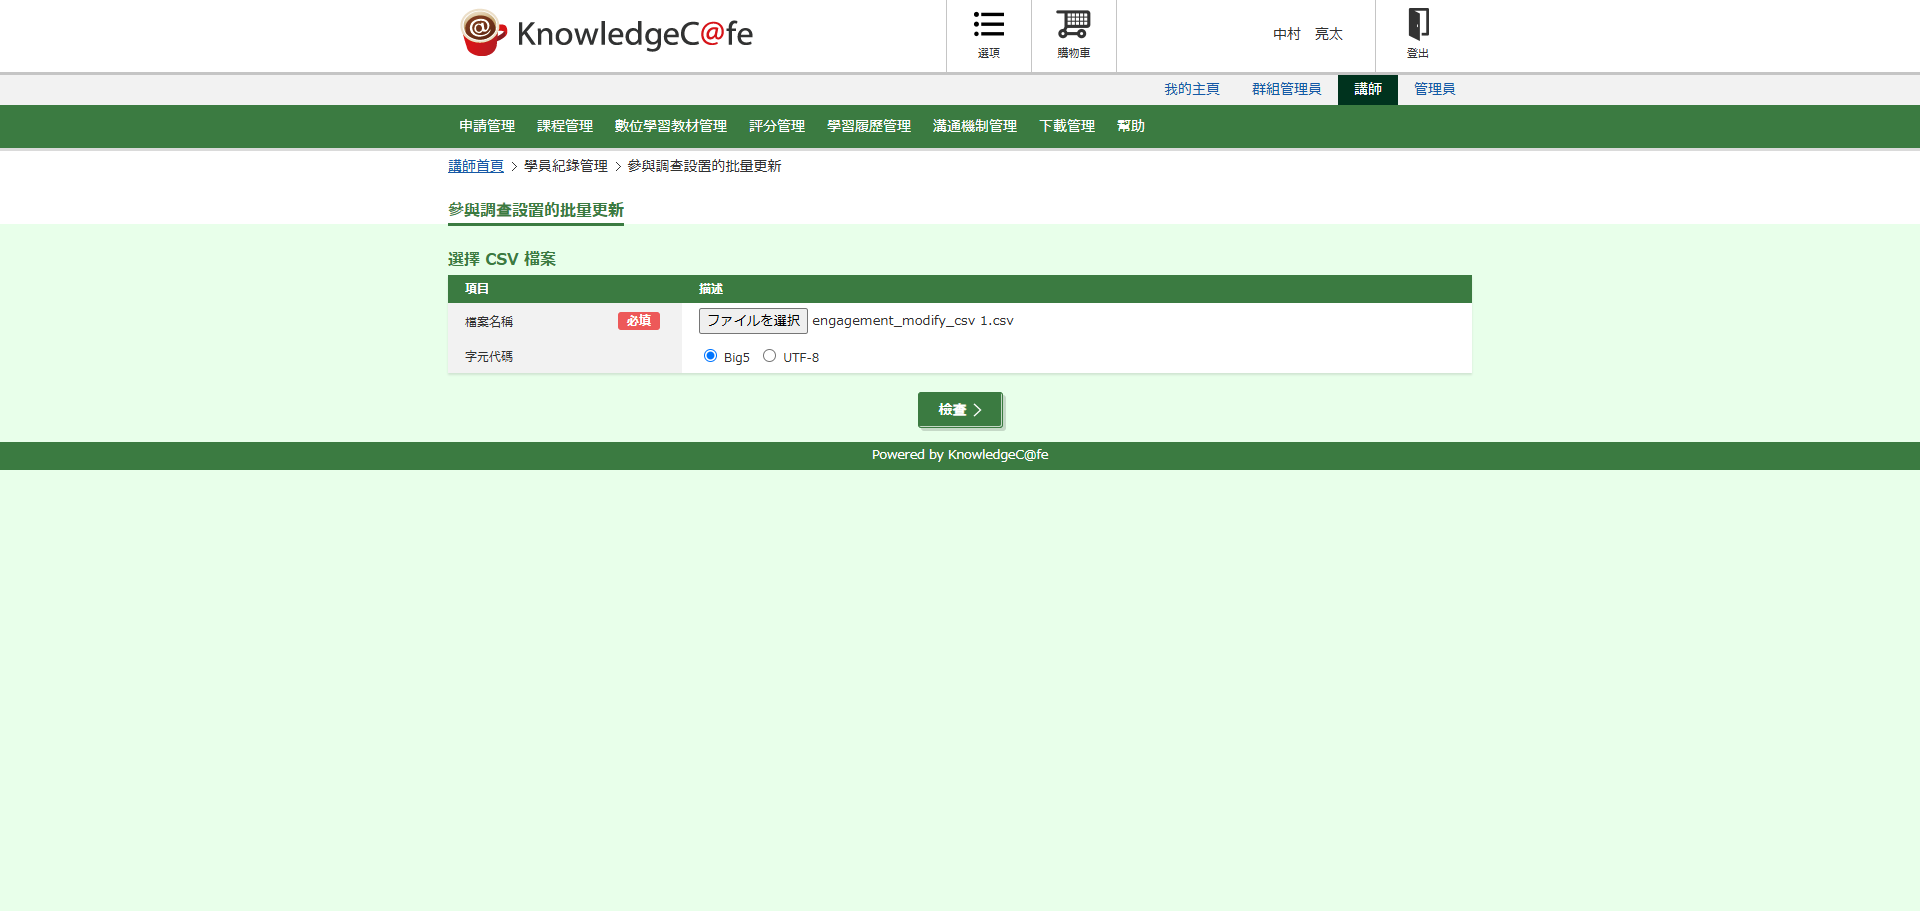 KnowledgeC@fe
選項
購物車
中村　亮太
登出
我的主頁 群組管理員 講師 管理員
申請管理 課程管理 數位學習教材管理 評分管理 學習履歷管理 溝通機制管理 下載管理 幫助
講師首頁 > 學員紀錄管理 > 參與調查設置的批量更新
參與調查設置的批量更新
選擇 CSV 檔案
項目 描述
檔案名稱 必填 ファイルを選択 engagement_modify_csv 1.csv
字元代碼 Big5 UTF-8
檢查
Powered by KnowledgeC@fe